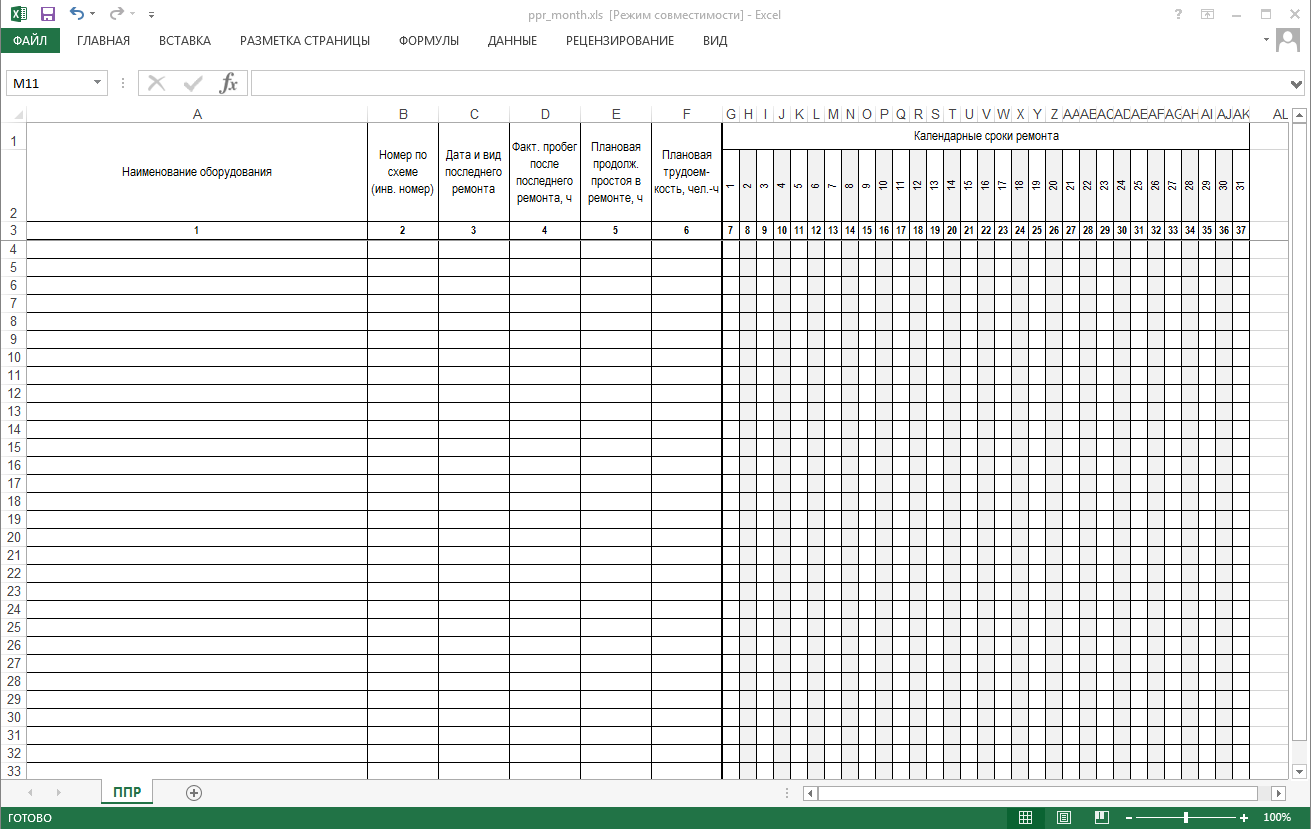 ppr_month.xls [Режим совместимости] - Excel
?
ФАЙЛ ГЛАВНАЯ ВСТАВКА РАЗМЕТКА СТРАНИЦЫ ФОРМУЛЫ ДАННЫЕ РЕЦЕНЗИРОВАНИЕ ВИД
M11 fx
A B C D E F G H I J K L M N O P Q R S T U V W X Y Z AA AB AC AD AE AF AG AH AI AJ AK AL
1
Календарные сроки ремонта
2
Наименование оборудования
Номер по
схеме
(инв. номер)
Дата и вид
последнего
ремонта
Факт. пробег
после
последнего
ремонта, ч
Плановая
продолж.
простоя в
ремонте, ч
Плановая
трудоем-
кость, чел.-ч
1 2 3 4 5 6 7 8 9 10 11 12 13 14 15 16 17 18 19 20 21 22 23 24 25 26 27 28 29 30 31
3 1 2 3 4 5 6 7 8 9 10 11 12 13 14 15 16 17 18 19 20 21 22 23 24 25 26 27 28 29 30 31 32 33 34 35 36 37
4
5
6
7
8
9
10
11
12
13
14
15
16
17
18
19
20
21
22
23
24
25
26
27
28
29
30
31
32
33
ППР
ГОТОВО 100%